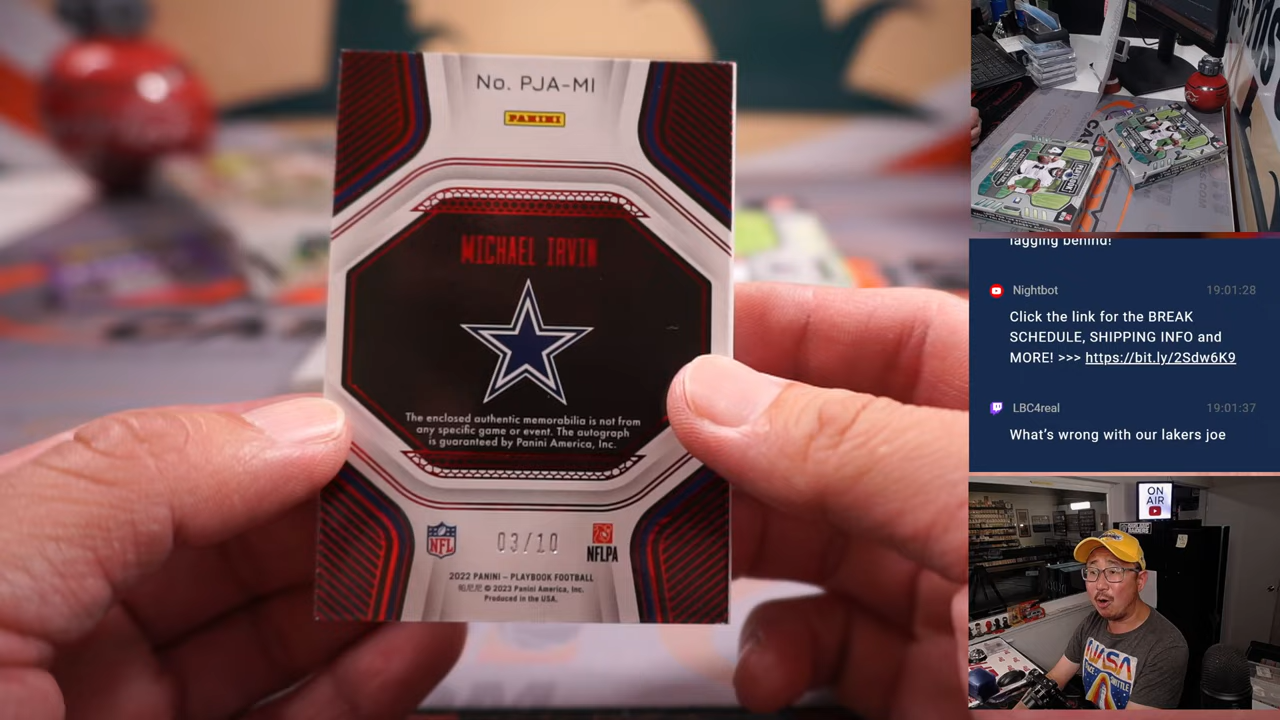 No. PJA-MI
PANINI
MICHAEL IRVIN
The enclosed authentic memorabilia is not from
any specific game or event. The autograph
is guaranteed by Panini America, Inc.
NFL
03/10
NFLPA
2022 PANINI – PLAYBOOK FOOTBALL
帕尼尼 © 2023 Panini America, Inc.
Produced in the USA.
lagging behind!
Nightbot
19:01:28
Click the link for the BREAK
SCHEDULE, SHIPPING INFO and
MORE! >>> https://bit.ly/2Sdw6K9
LBC4real
19:01:37
What's wrong with our lakers joe
ON
AIR
NASA